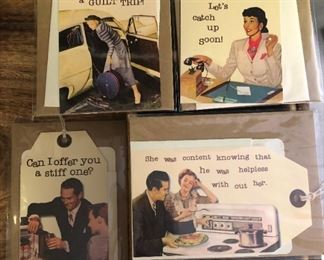 a GUILT TRIP!
Let's
catch up
soon!
Can I offer you
a stiff one?
She was content knowing that
he was helpless
with out her.